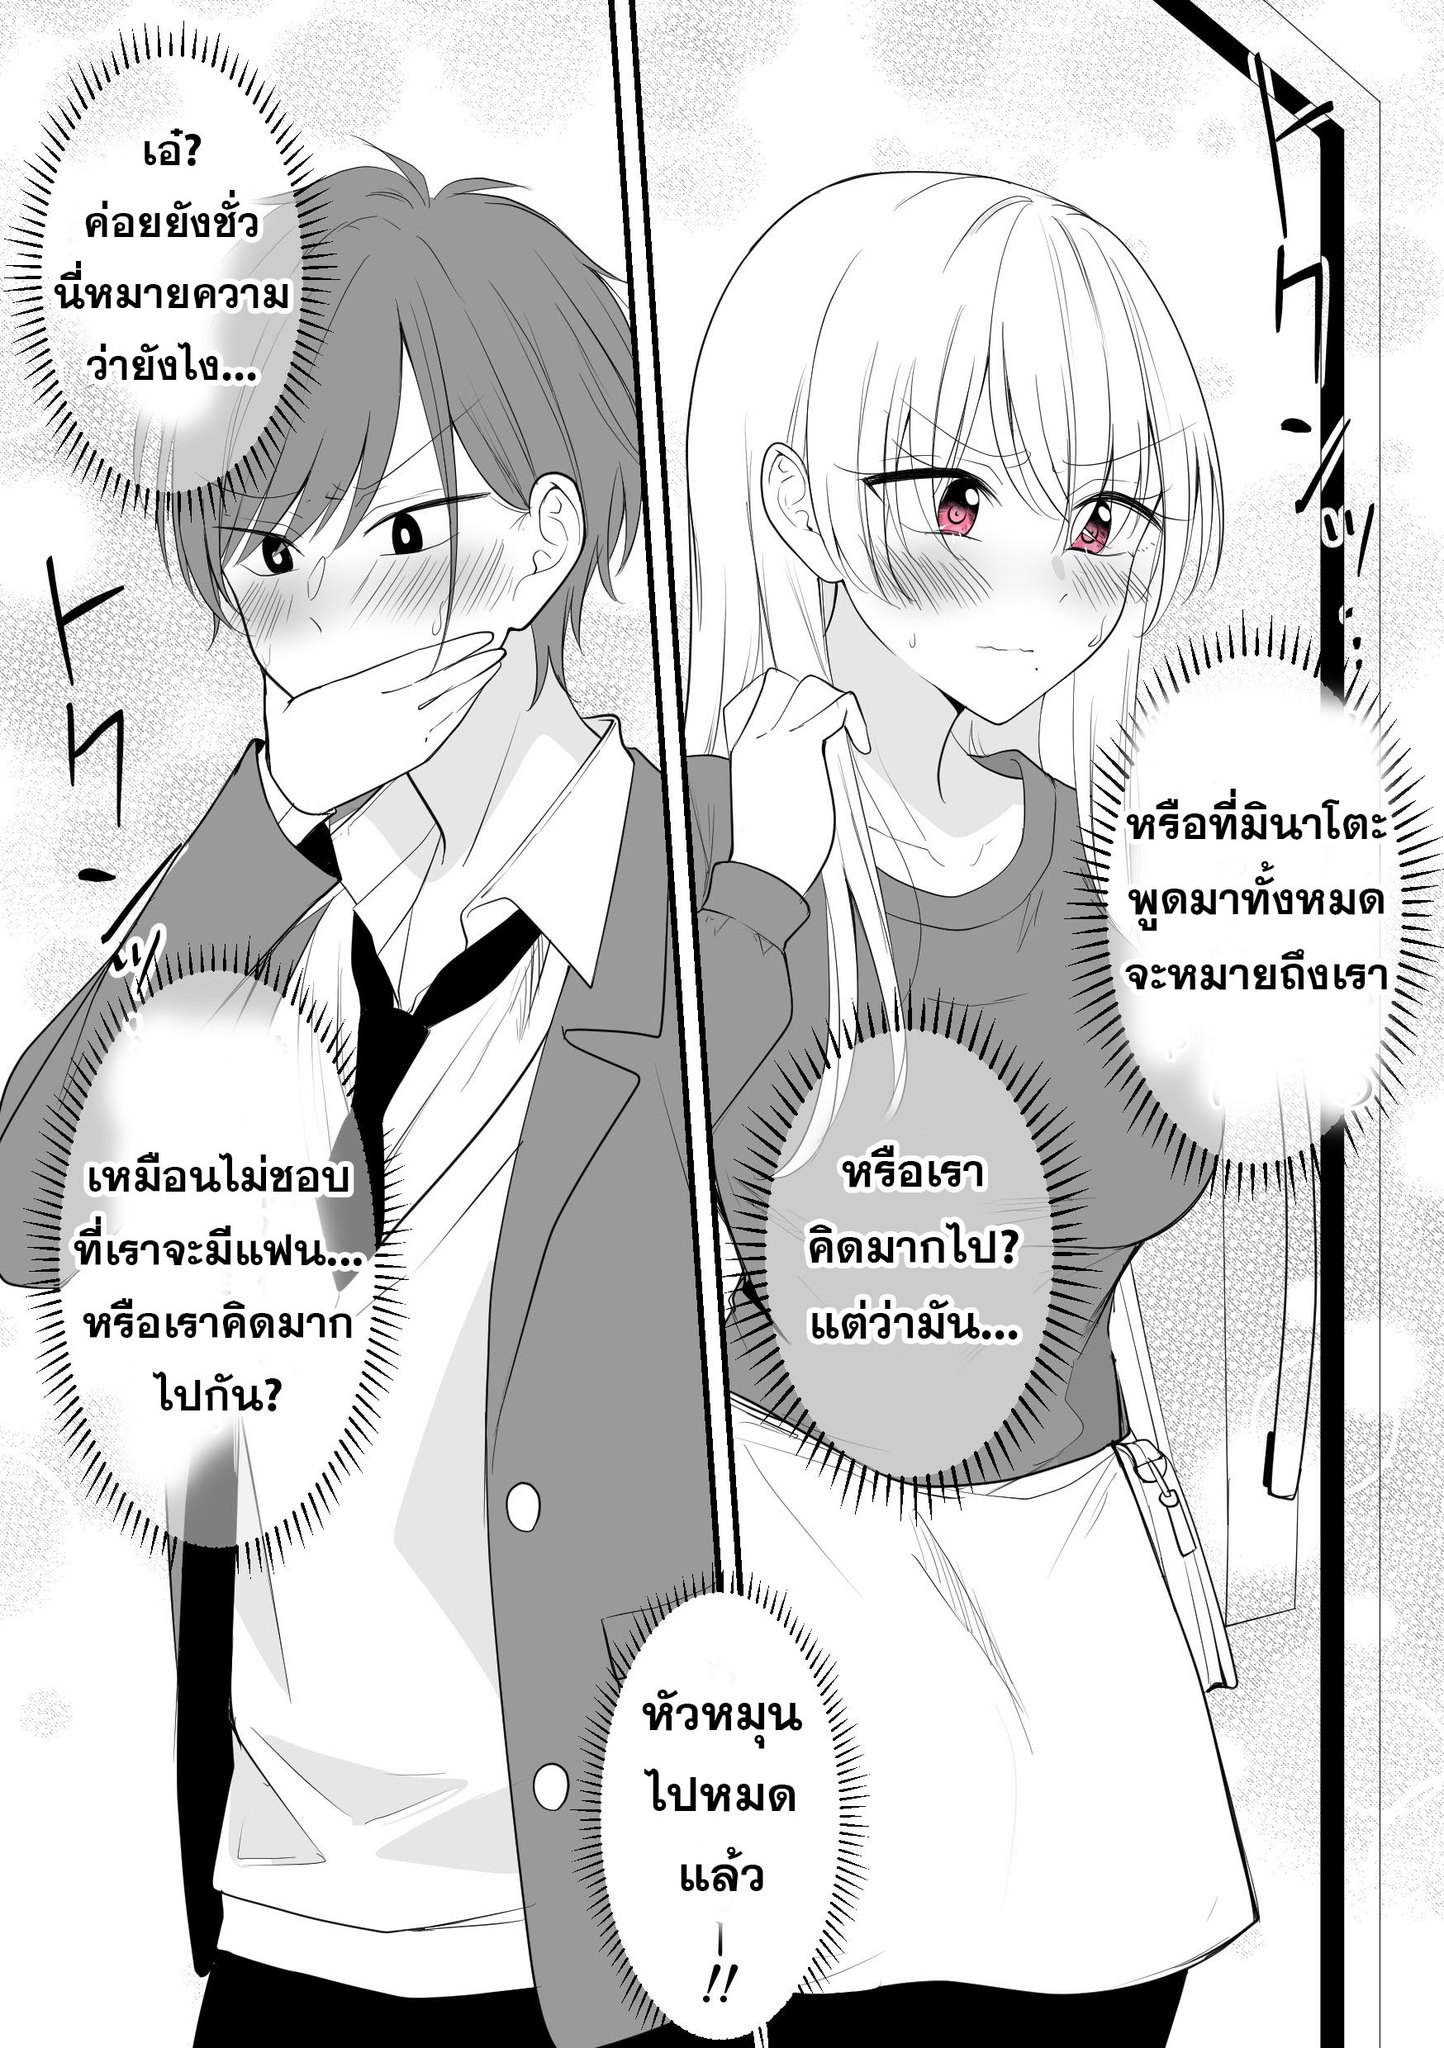 หรือที่มินาโตะ
พูดมาทั้งหมด
จะหมายถึงเรา
หรือเรา
คิดมากไป?
แต่ว่ามัน...
เอ๋?
ค่อยยังชั่ว
นี่หมายความ
ว่ายังไง...
เหมือนไม่ชอบ
ที่เราจะมีแฟน...
หรือเราคิดมาก
ไปกัน?
หัวหมุน
ไปหมด
แล้ว
ー!!
ドキ
ドキ